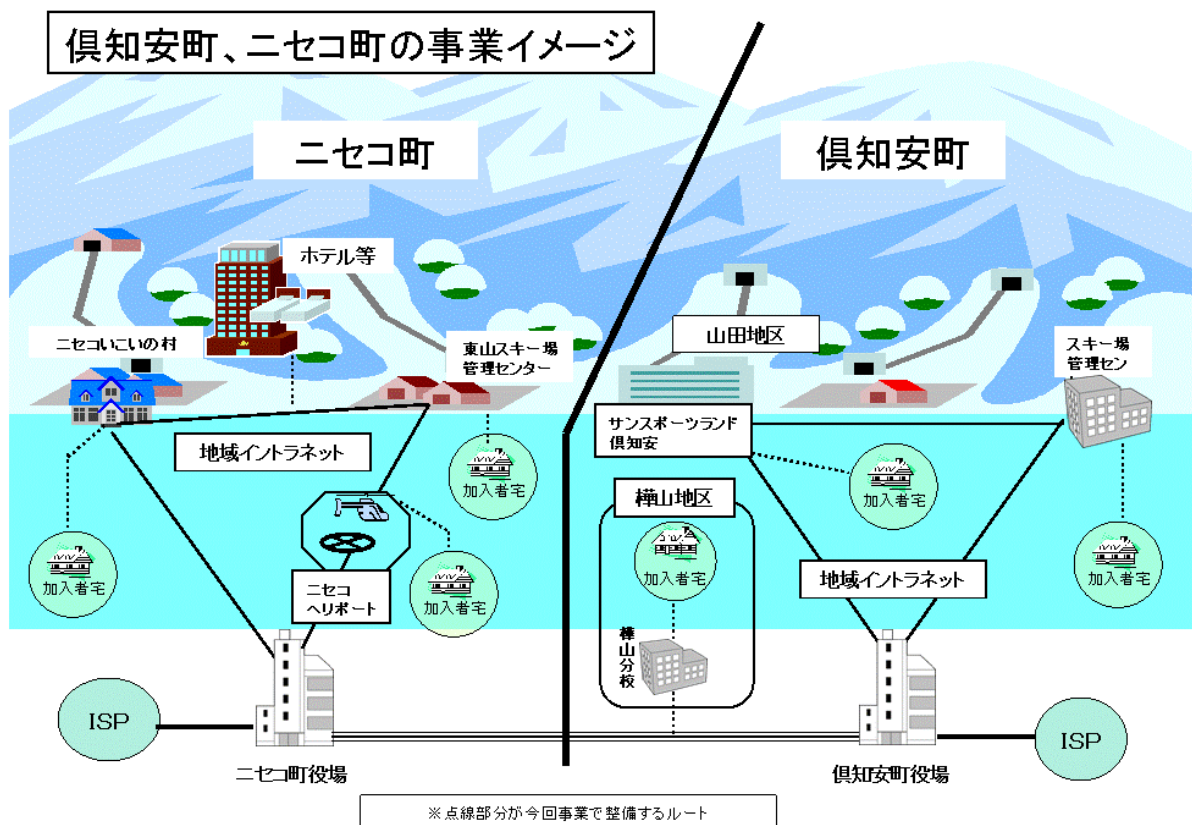 倶知安町、ニセコ町の事業イメージ
ニセコ町
倶知安町
ホテル等
ニセコいこいの村
東山スキー場
管理センター
山田地区
スキー場
管理セン
サンスポーツランド
倶知安
地域イントラネット
加入者宅
加入者宅
樺山地区
加入者宅
加入者宅
加入者宅
加入者宅
地域イントラネット
ニセコ
ヘリポート
樺山分校
ISP
ISP
ニセコ町役場
倶知安町役場
※点線部分が今回事業で整備するルート